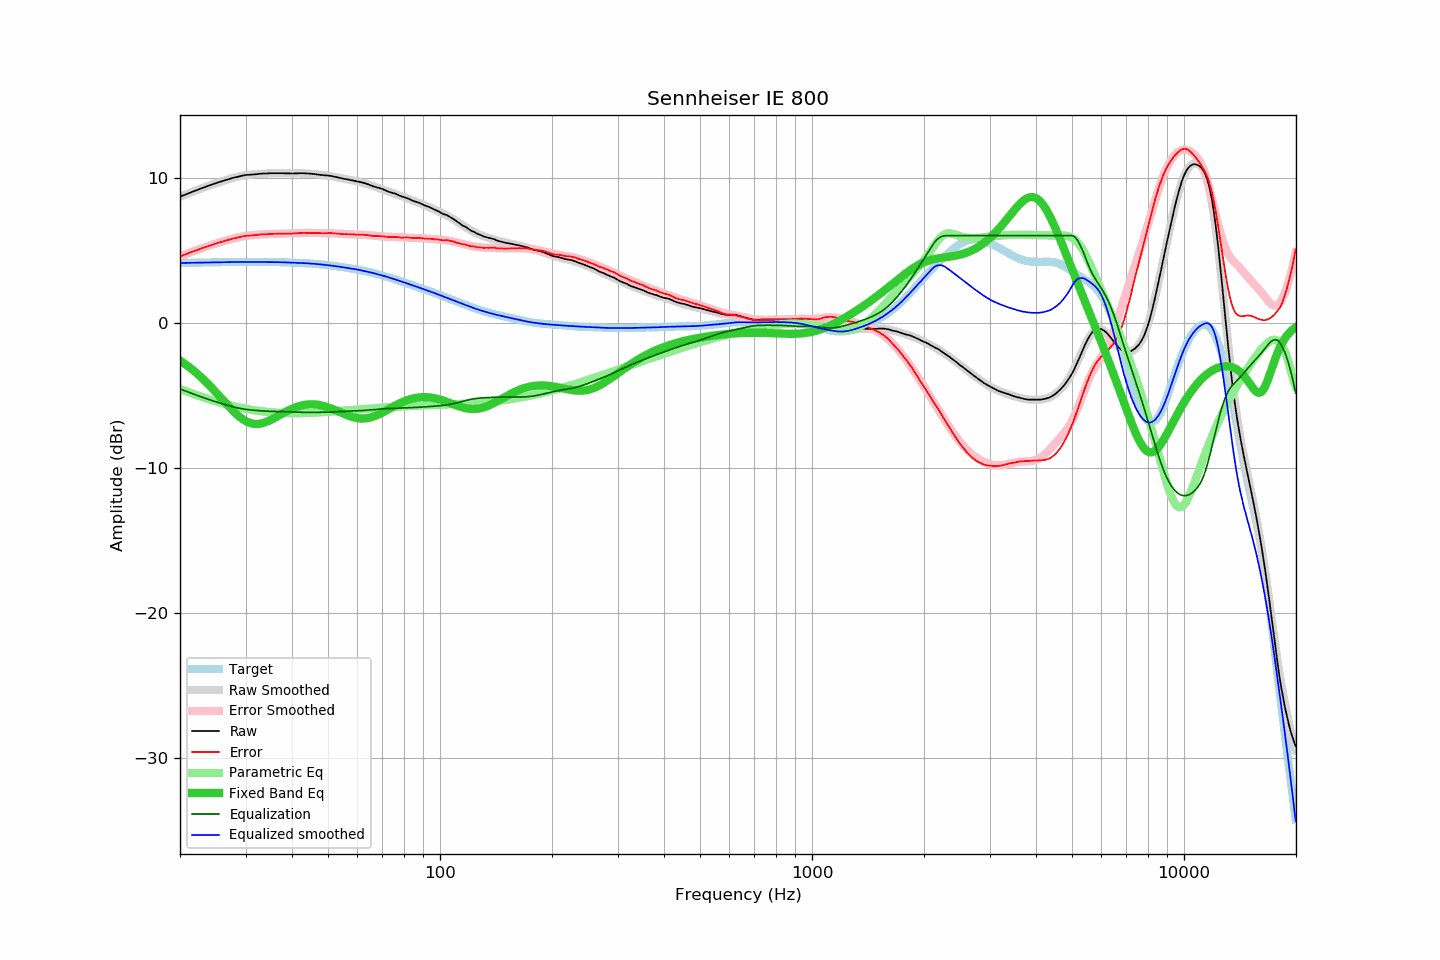 Sennheiser IE 800
10
0
−10
−20
−30
Amplitude (dBr)
Target
Raw Smoothed
Error Smoothed
Raw
Error
Parametric Eq
Fixed Band Eq
Equalization
Equalized smoothed
100
1000
10000
Frequency (Hz)